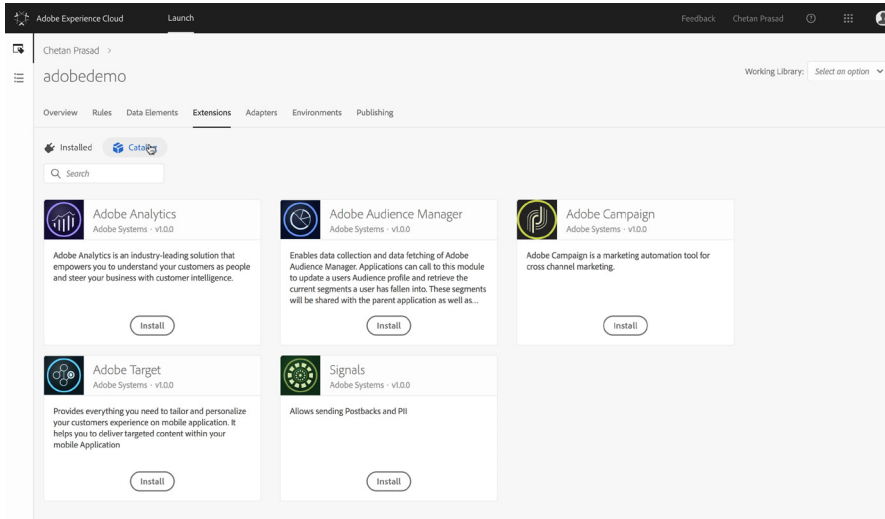 Adobe Experience Cloud Launch Feedback Chetan Prasad
Chetan Prasad >
adobedemo
Working Library: Select an option
Overview Rules Data Elements Extensions Adapters Environments Publishing
Installed Catalog
Search
Adobe Analytics
Adobe Systems · v1.0.0
Adobe Analytics is an industry-leading solution that
empowers you to understand your customers as people
and steer your business with customer intelligence.
Install
Adobe Audience Manager
Adobe Systems · v1.0.0
Enables data collection and data fetching of Adobe
Audience Manager. Applications can call to this module
to update a users Audience profile and retrieve the
current segments a user has fallen into. These segments
will be shared with the parent application as well as...
Install
Adobe Campaign
Adobe Systems · v1.0.0
Adobe Campaign is a marketing automation tool for
cross channel marketing.
Install
Adobe Target
Adobe Systems · v1.0.0
Provides everything you need to tailor and personalize
your customers experience on mobile application. It
helps you to deliver targeted content within your
mobile Application
Install
Signals
Adobe Systems · v1.0.0
Allows sending Postbacks and PII
Install